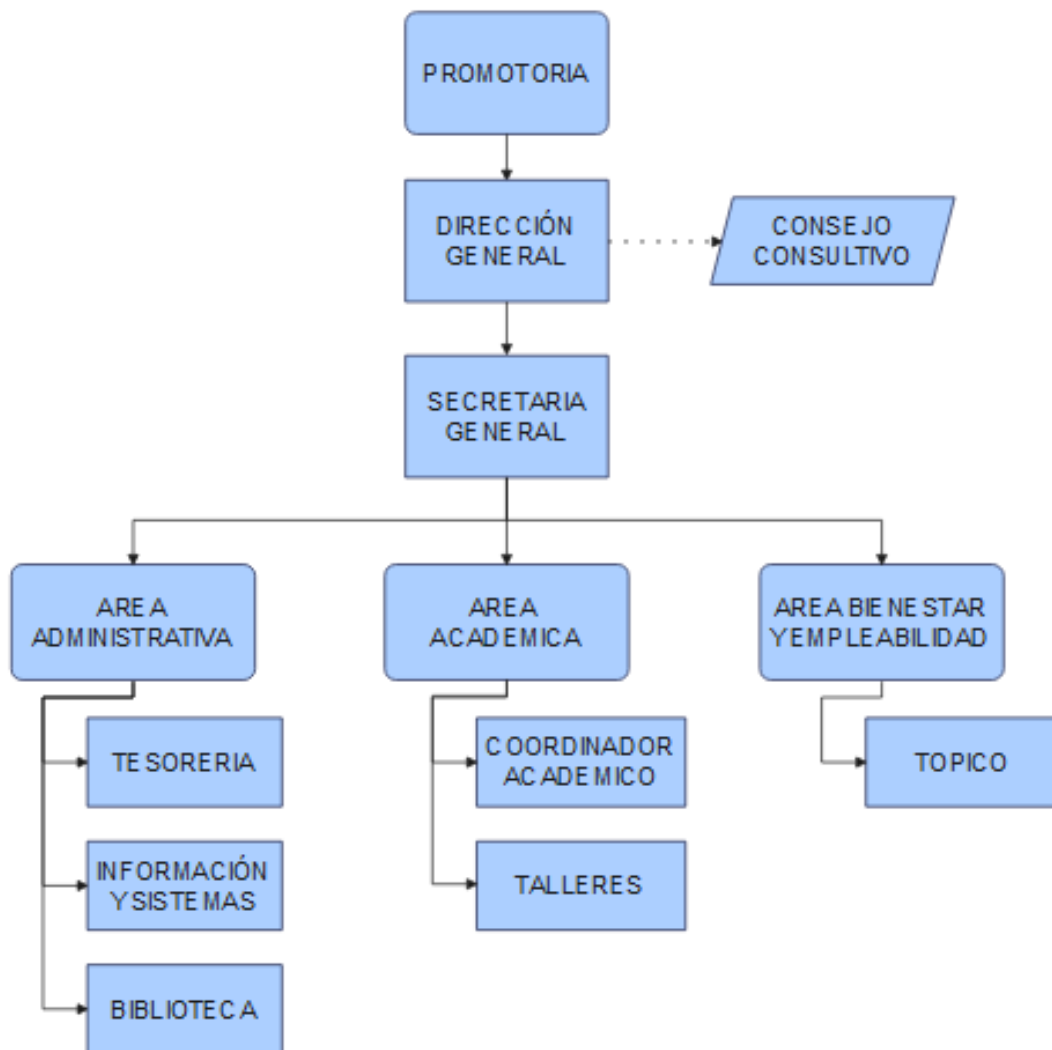 PROMOTORIA
DIRECCIÓN
GENERAL
CONSEJO
CONSULTIVO
SECRETARIA
GENERAL
AREA
ADMINISTRATIVA
AREA
ACADEMICA
AREA BIENESTAR
Y EMPLEABILIDAD
TESORERIA
COORDINADOR
ACADEMICO
TOPICO
INFORMACIÓN
Y SISTEMAS
TALLERES
BIBLIOTECA